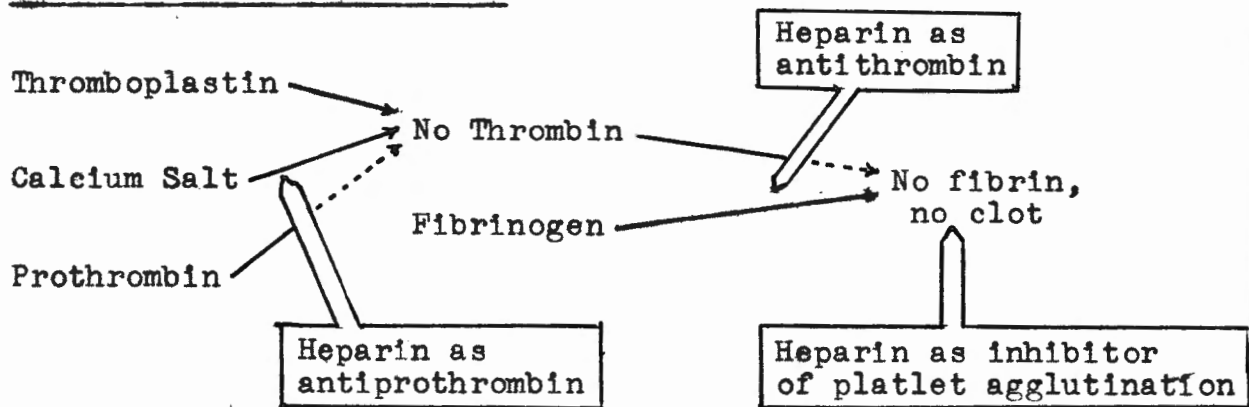 Heparin as
antithrombin
Thromboplastin
No Thrombin
Calcium Salt
No fibrin,
no clot
Fibrinogen
Prothrombin
Heparin as
antiprothrombin
Heparin as inhibitor
of platlet agglutination